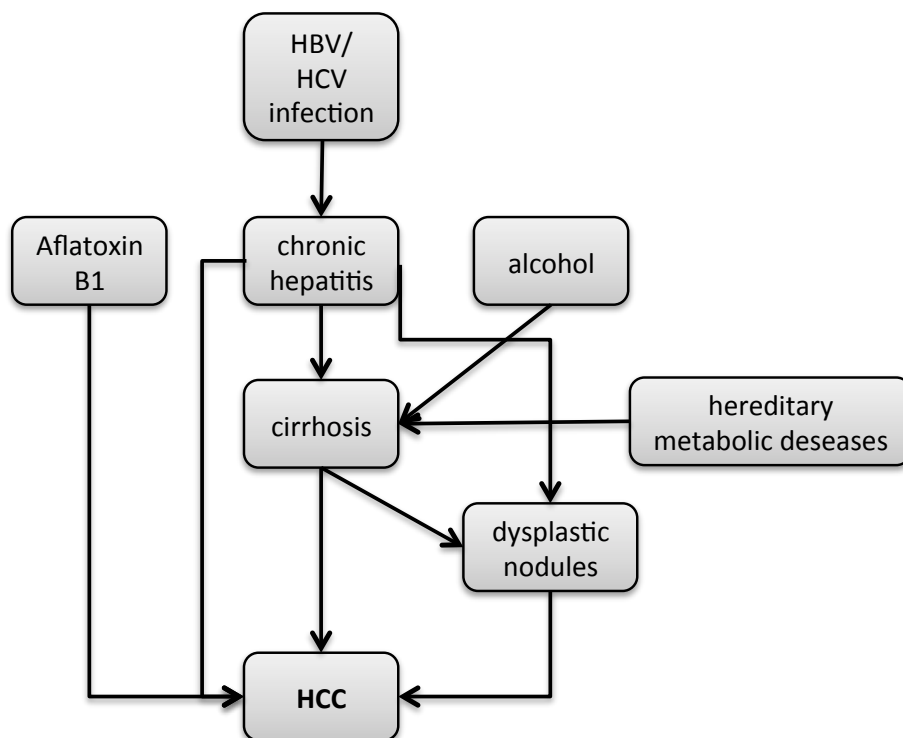 HBV/
HCV
infection
Aflatoxin
B1
chronic
hepatitis
alcohol
cirrhosis
hereditary
metabolic deseases
dysplastic
nodules
HCC